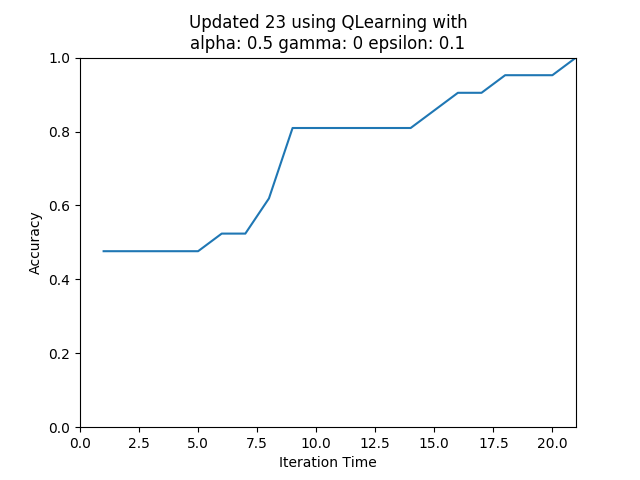 Updated 23 using QLearning with
alpha: 0.5 gamma: 0 epsilon: 0.1
1.0
0.8
0.6
0.4
0.2
0.0
Accuracy
0.0 2.5 5.0 7.5 10.0 12.5 15.0 17.5 20.0
Iteration Time